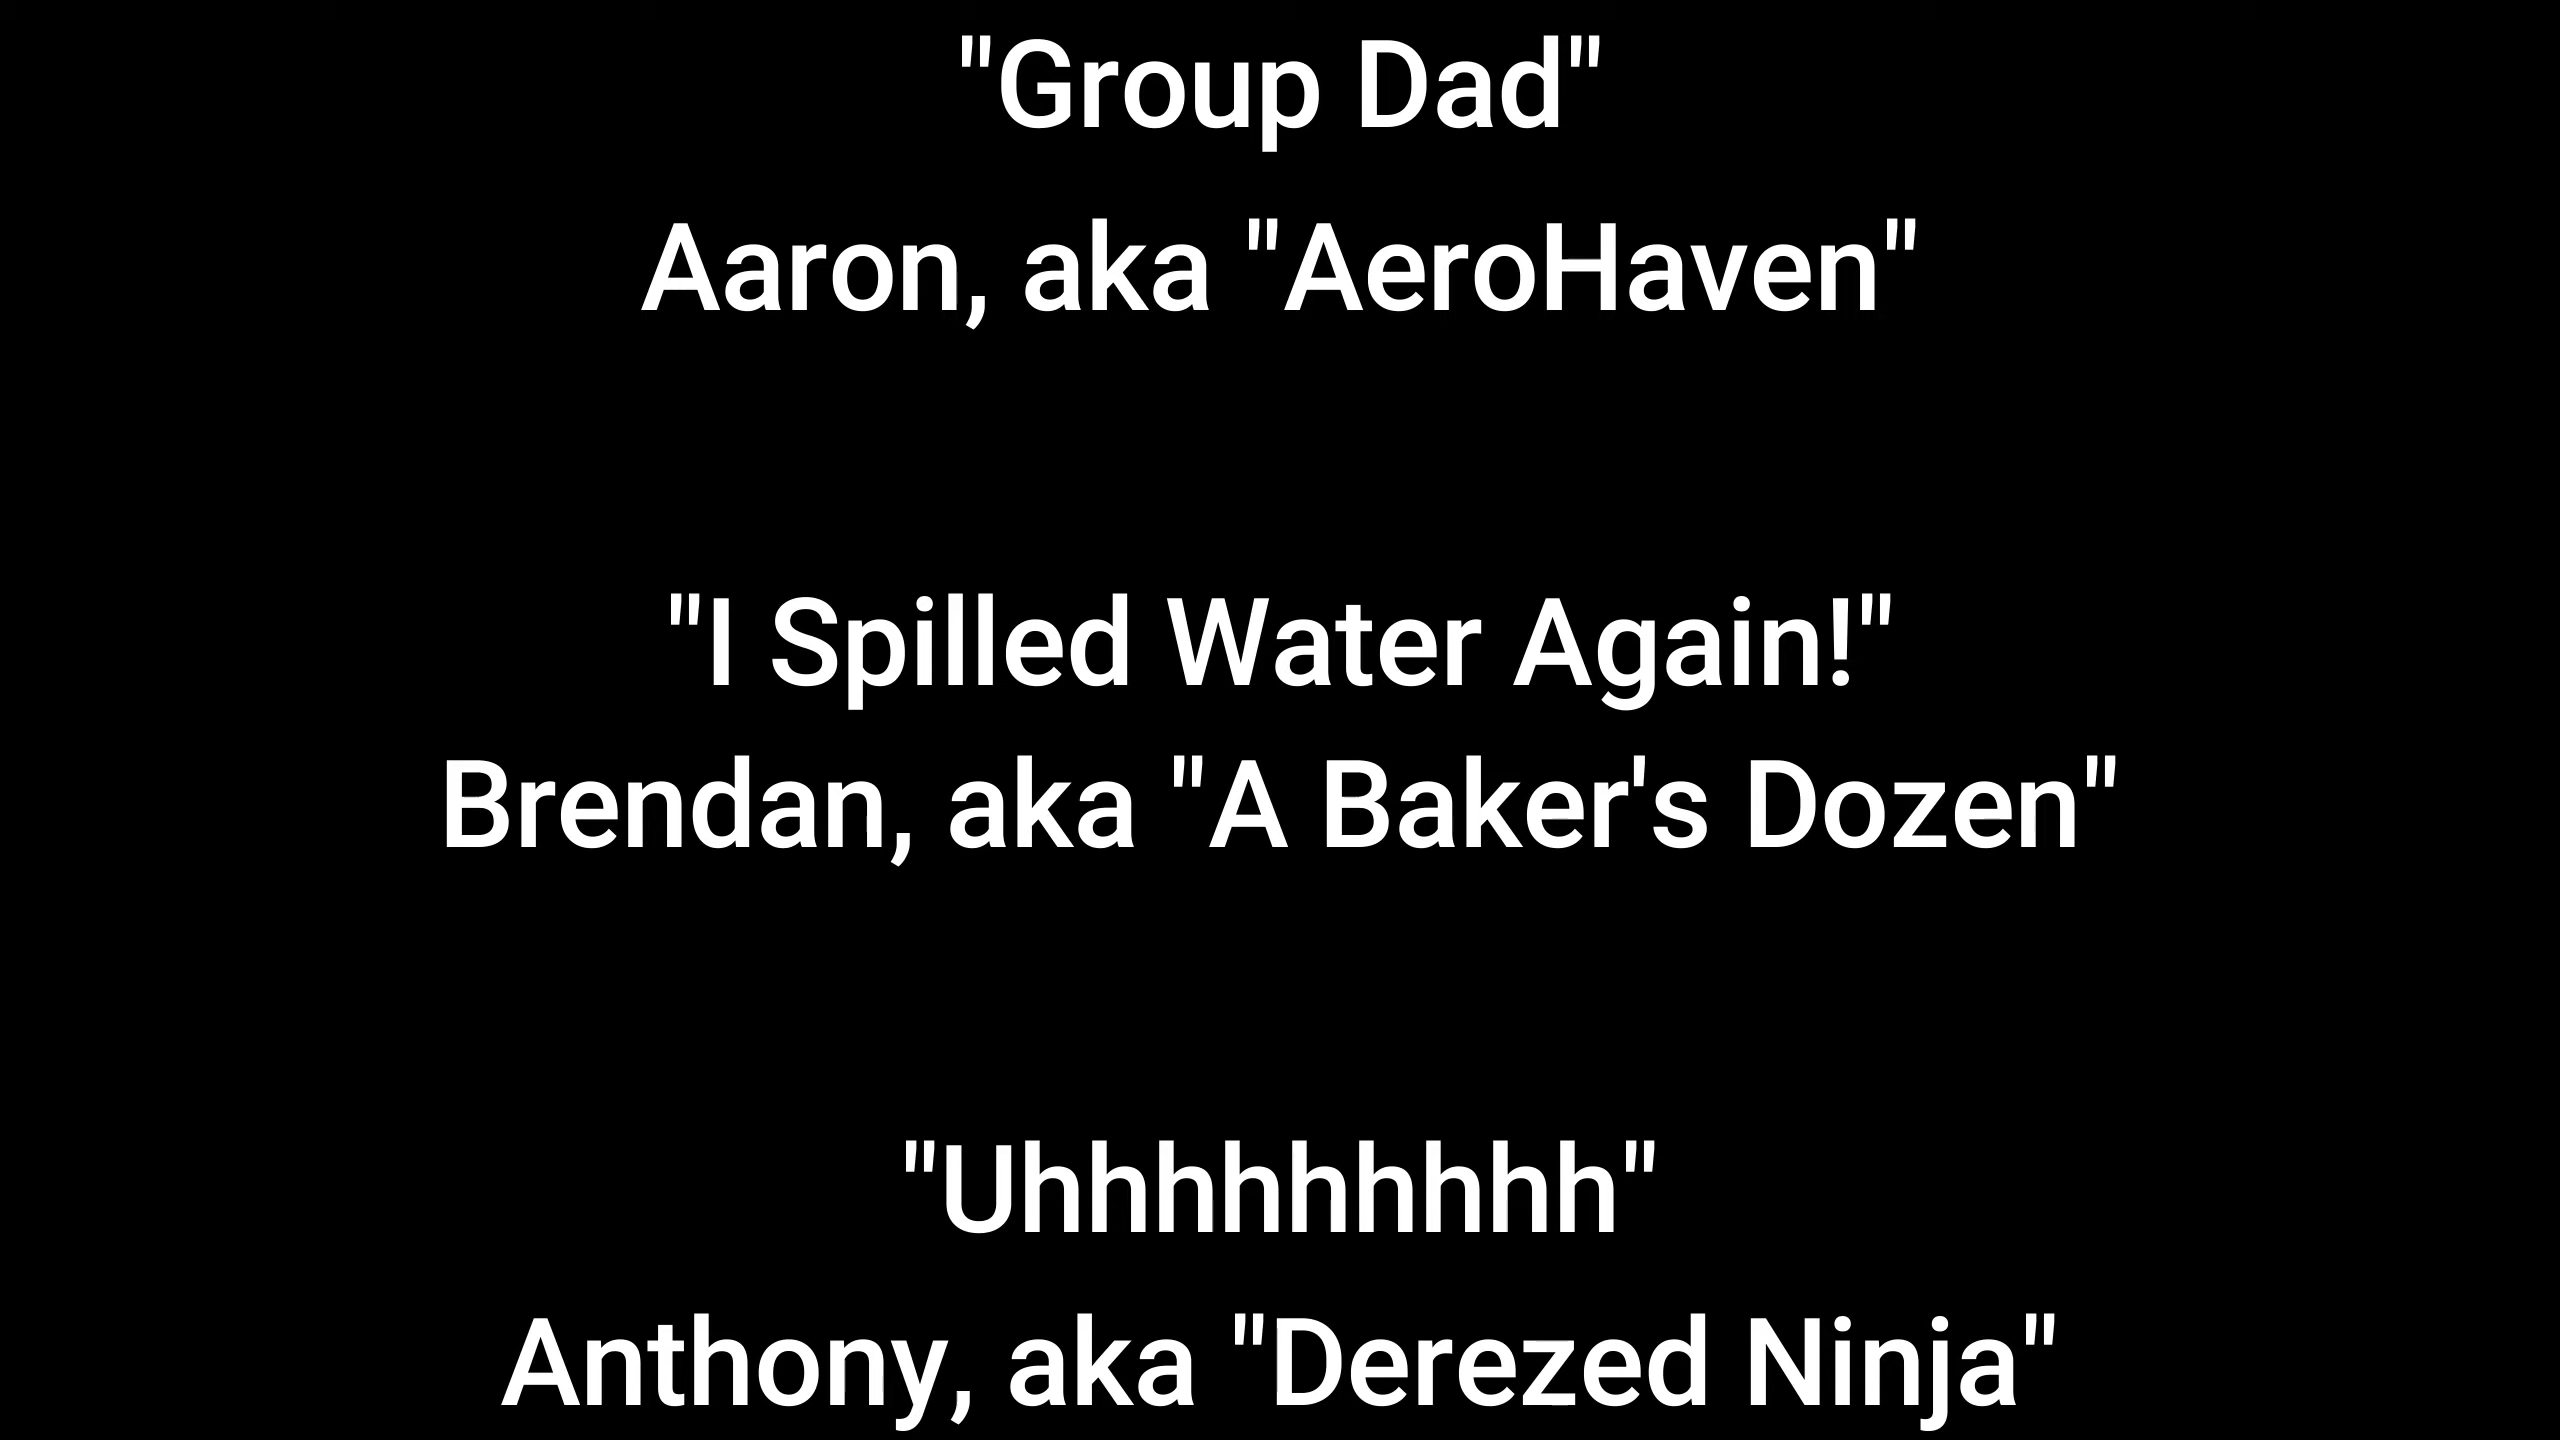 "Group Dad"
Aaron, aka "AeroHaven"
"I Spilled Water Again!"
Brendan, aka "A Baker's Dozen"
"Uhhhhhhhhh"
Anthony, aka "Derezed Ninja"